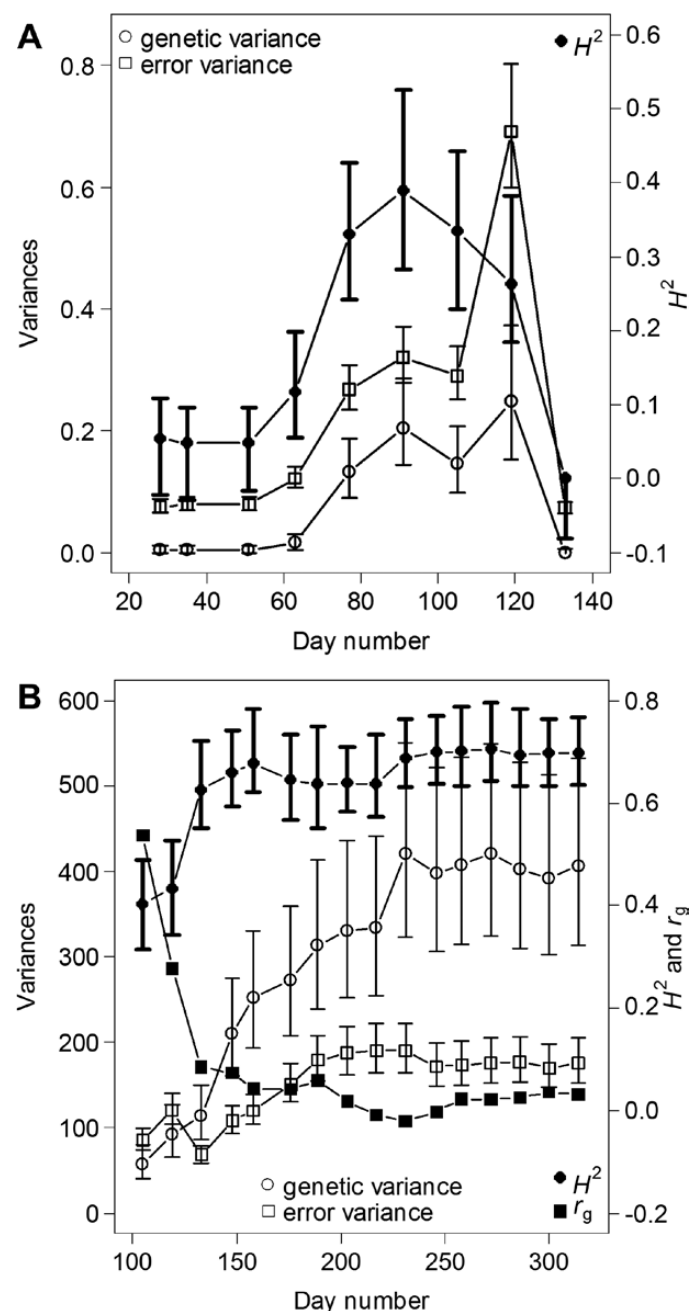 A
genetic variance
error variance
H²
0.8
0.6
0.4
0.2
0.0
Variances
0.6
0.5
0.4
0.3
0.2
0.1
0.0
-0.1
H²
20 40 60 80 100 120 140
Day number
B
600
500
400
300
200
100
0
Variances
0.8
0.6
0.4
0.2
0.0
-0.2
H² and rg
genetic variance
error variance
H²
rg
100 150 200 250 300
Day number